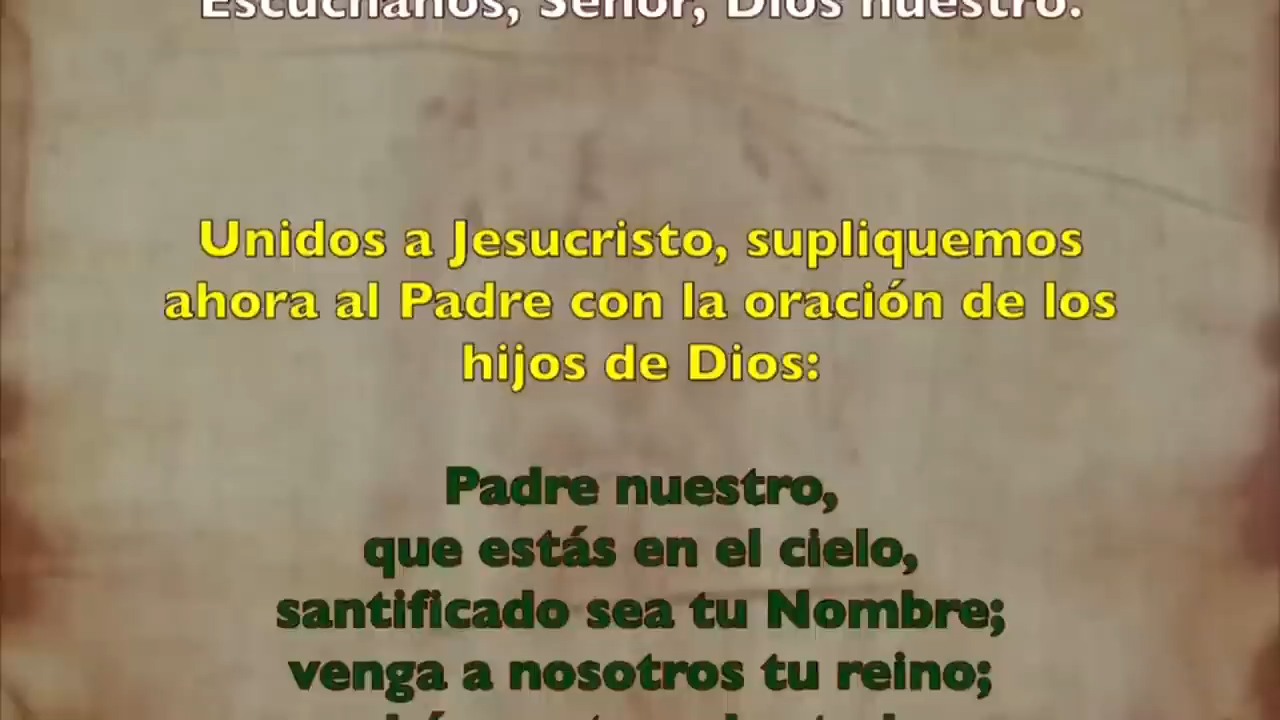 Escúchanos, Señor, Dios nuestro.
Unidos a Jesucristo, supliquemos
ahora al Padre con la oración de los
hijos de Dios:
Padre nuestro,
que estás en el cielo,
santificado sea tu Nombre;
venga a nosotros tu reino;